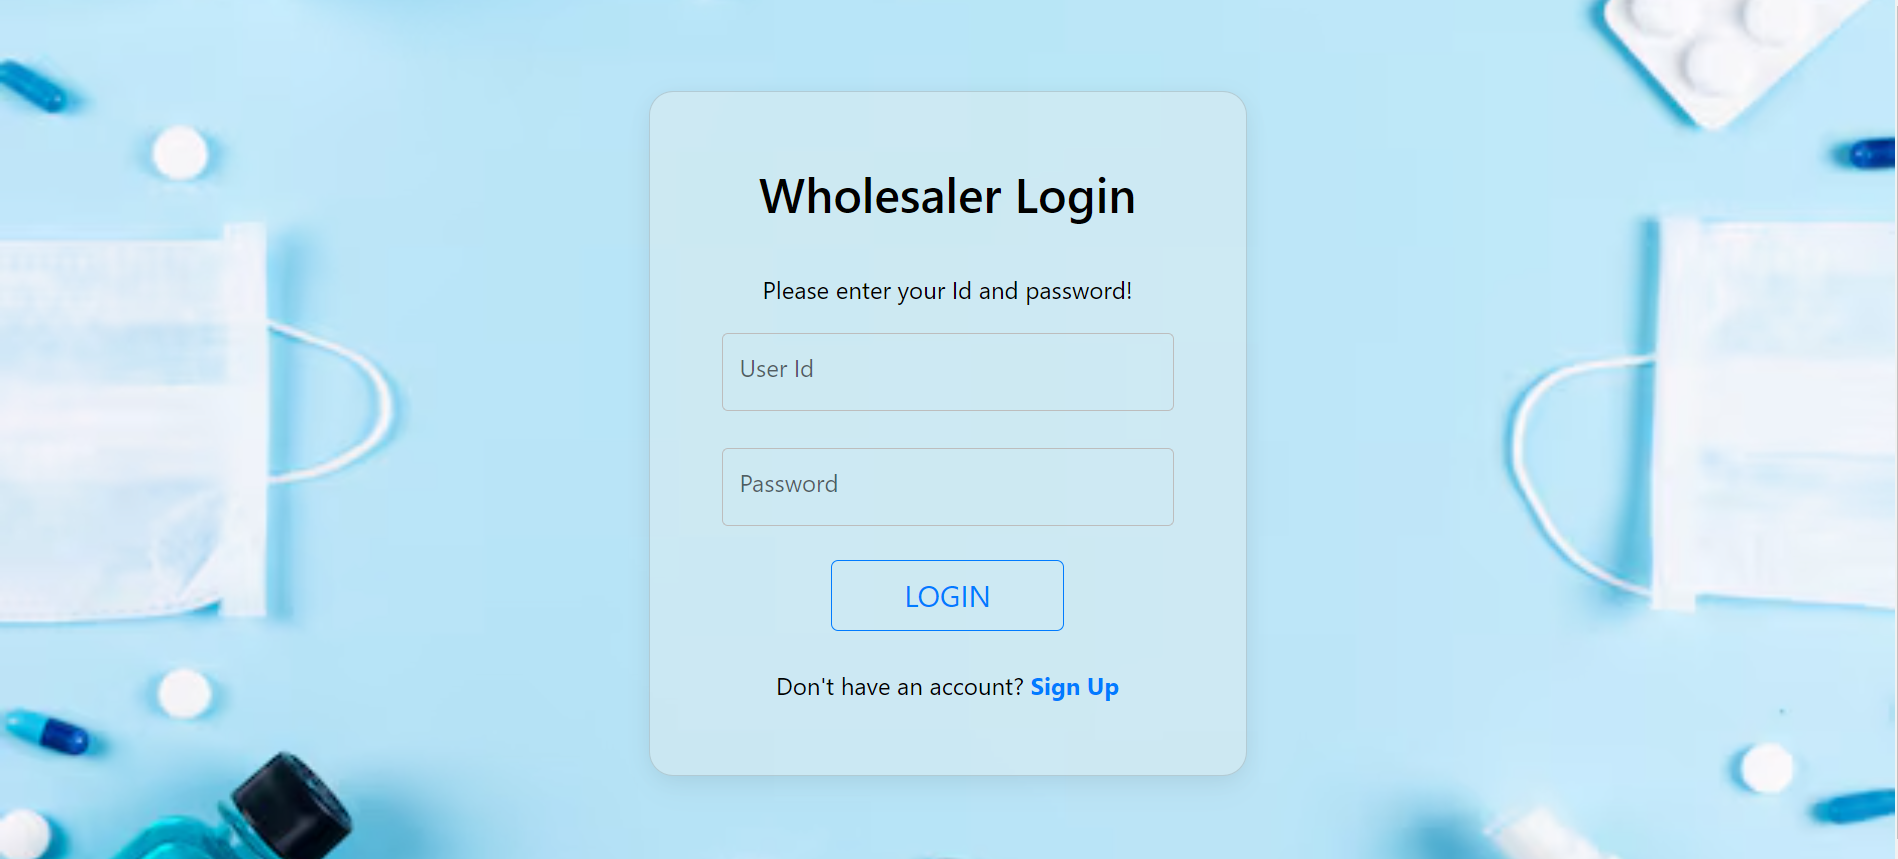 Wholesaler Login
Please enter your Id and password!
User Id
Password
LOGIN
Don't have an account? Sign Up